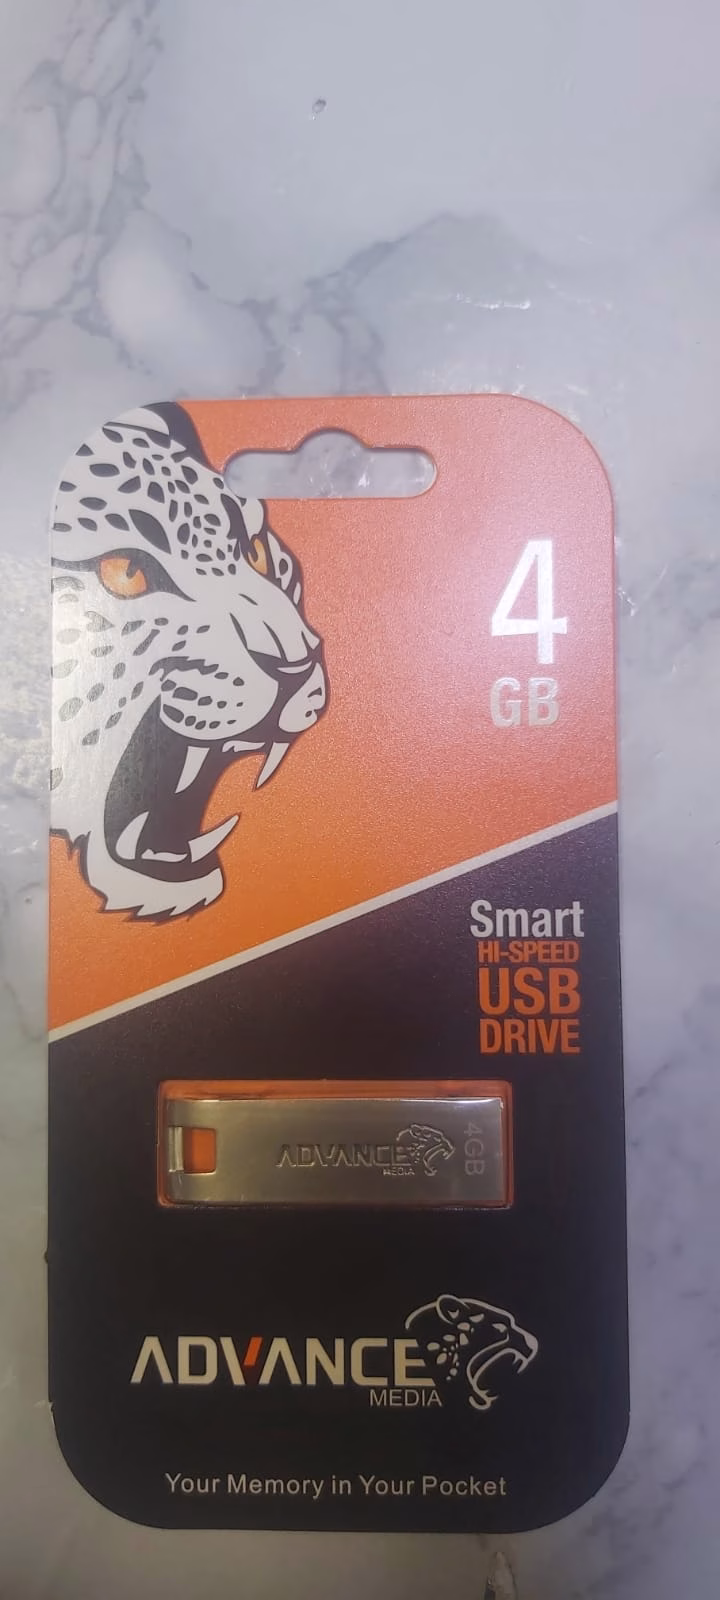 4
GB
Smart
HI-SPEED
USB
DRIVE
ADVANCE
MEDIA
4GB
ADVANCE
MEDIA
Your Memory in Your Pocket